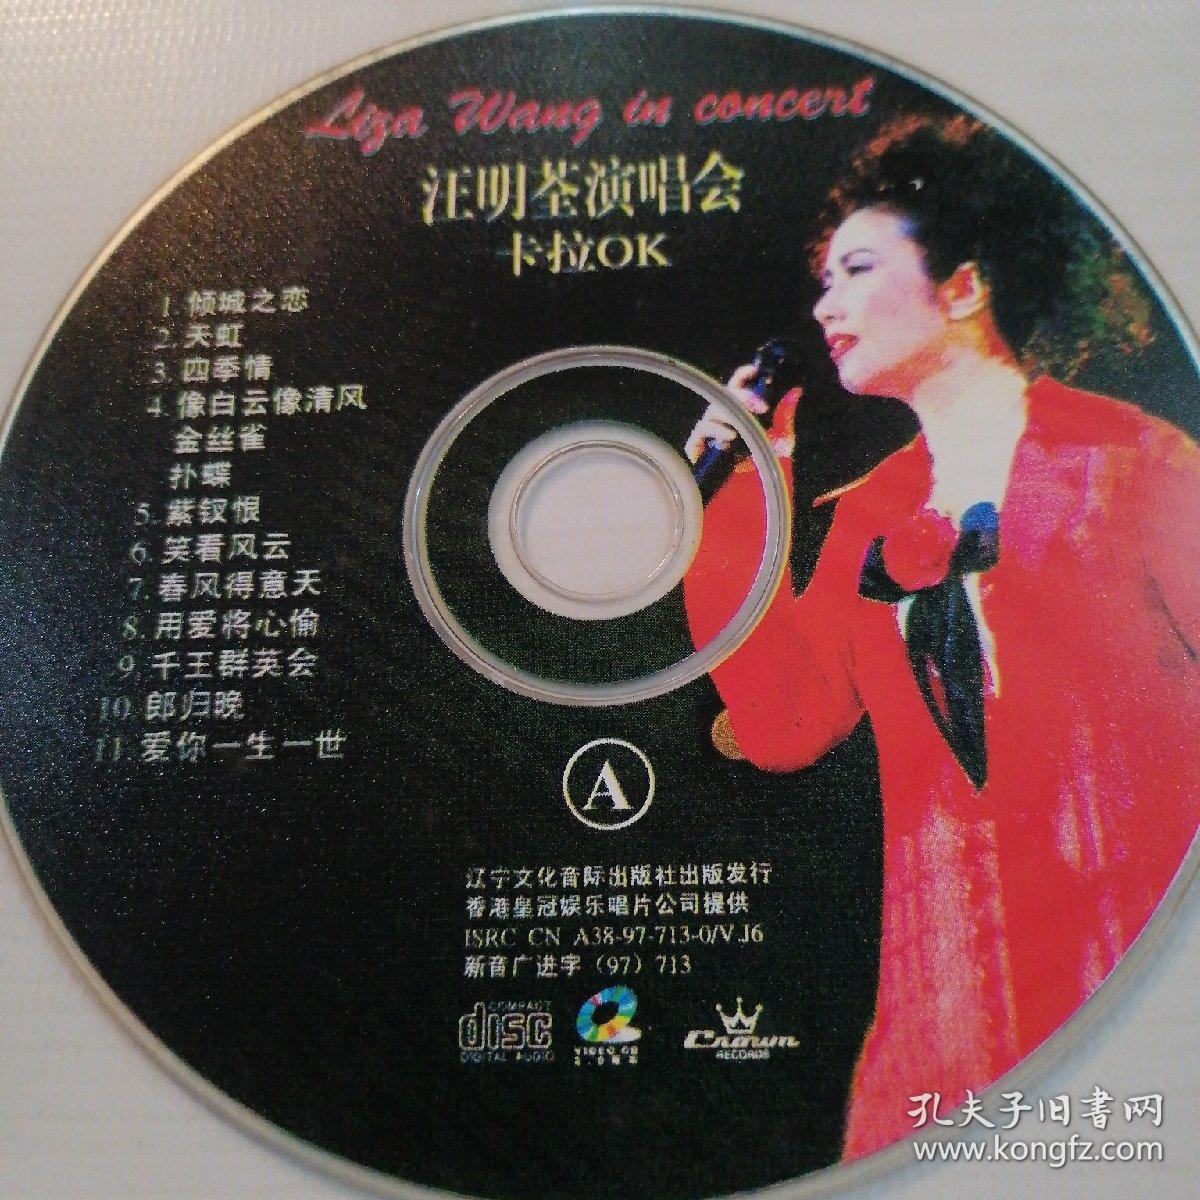 Liza Wang in concert
汪明荃演唱会
卡拉OK
1. 倾城之恋
2. 天虹
3. 四季情
4. 像白云像清风
金丝雀
扑蝶
5. 紫钗恨
6. 笑看风云
7. 春风得意天
8. 用爱将心偷
9. 千王群英会
10. 郎归晚
11. 爱你一生一世
A
辽宁文化音际出版社出版发行
香港皇冠娱乐唱片公司提供
ISRC CN A38-97-713-0/V.J6
新音广进字（97）713
COMPACT
disc
DIGITAL AUDIO
VIDEO CD
Crown
RECORDS
孔夫子旧书网
www.kongfz.com